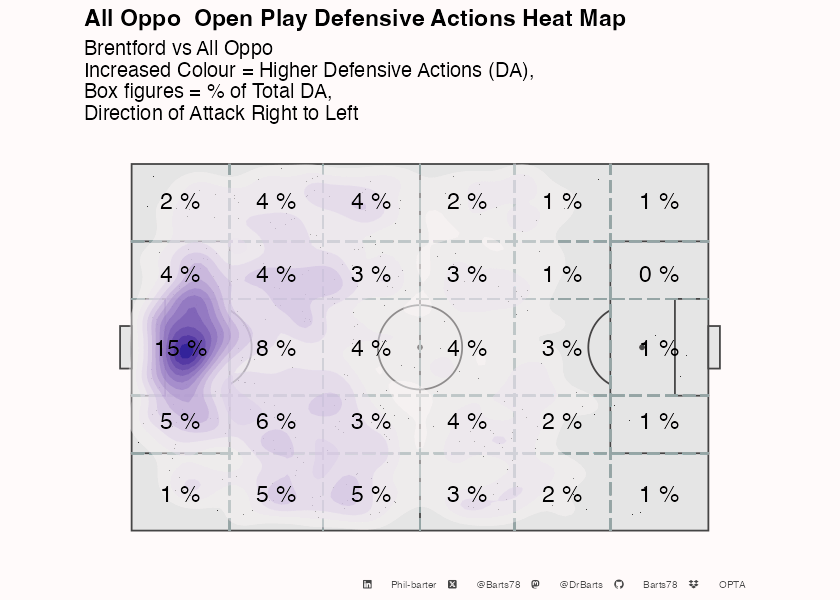 All Oppo  Open Play Defensive Actions Heat Map
Brentford vs All Oppo
Increased Colour = Higher Defensive Actions (DA),
Box figures = % of Total DA,
Direction of Attack Right to Left
2 % 4 % 4 % 2 % 1 % 1 %
4 % 4 % 3 % 3 % 1 % 0 %
15 % 8 % 4 % 4 % 3 % 1 %
5 % 6 % 3 % 4 % 2 % 1 %
1 % 5 % 5 % 3 % 2 % 1 %
Phil-barter @Barts78 @DrBarts Barts78 OPTA